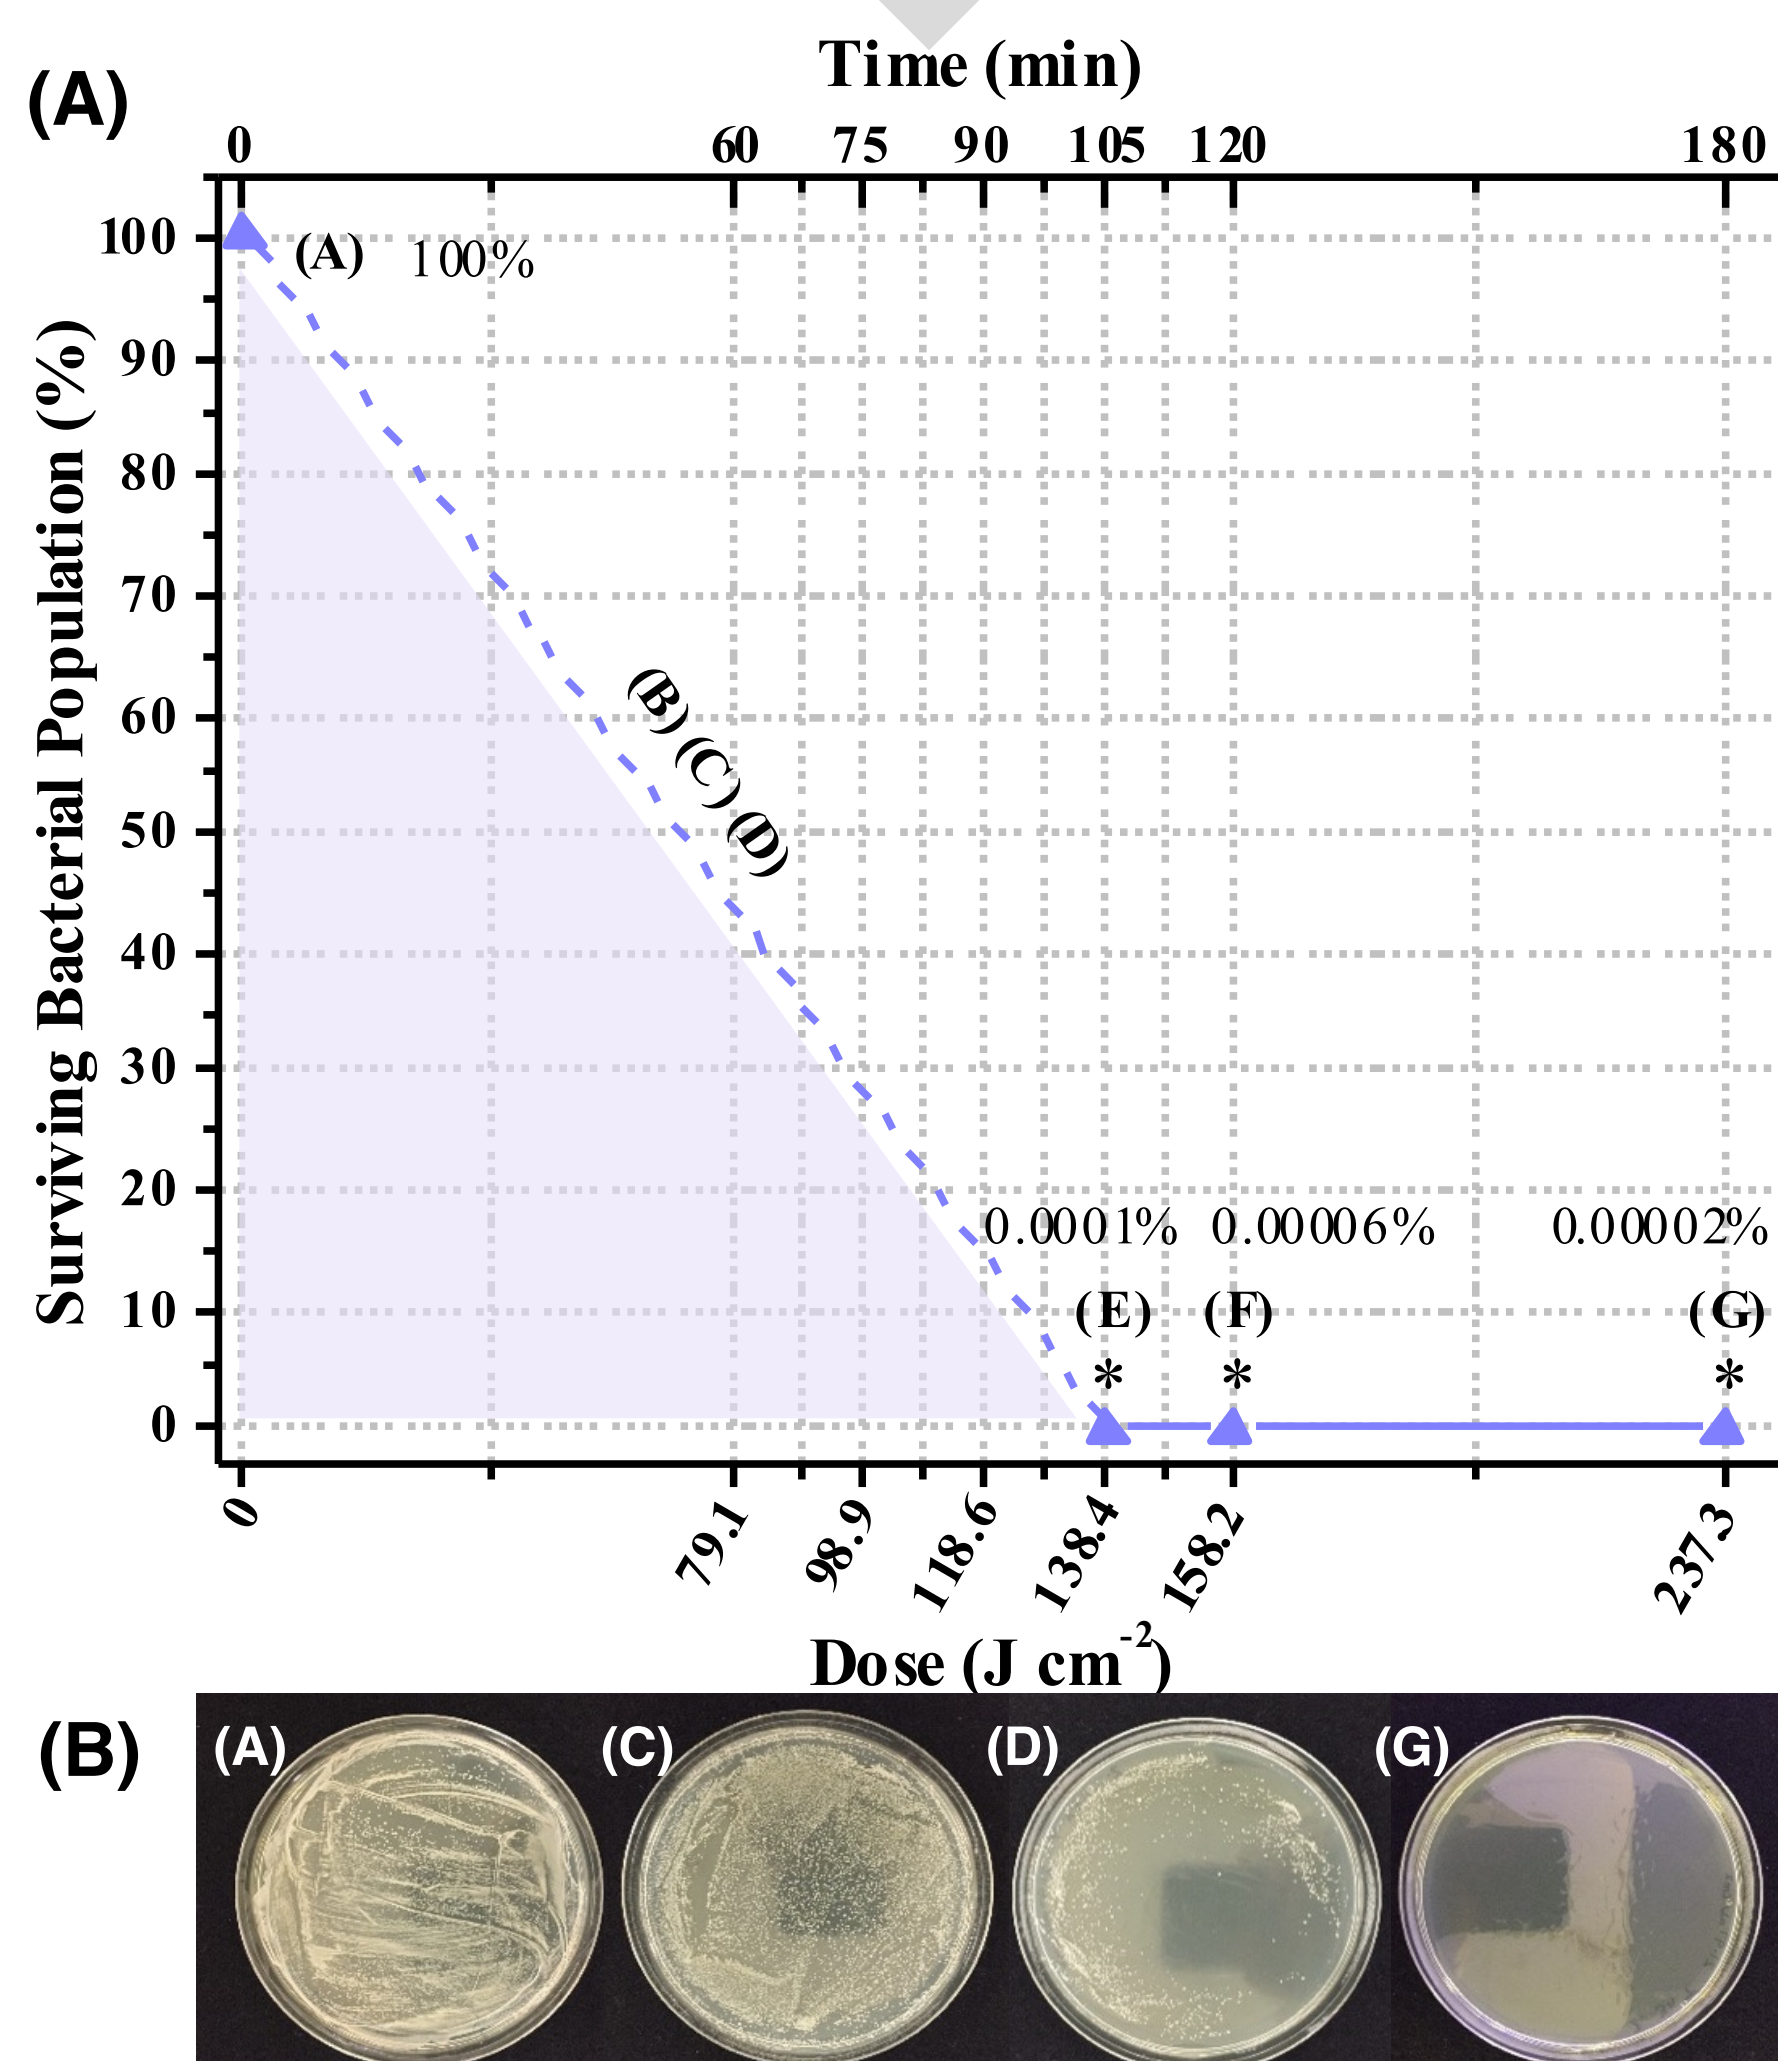 Time (min)
(A)
0 60 75 90 105 120 180
Surviving Bacterial Population (%)
100
90
80
70
60
50
40
30
20
10
0
(A) 100%
(B) (C) (D)
0.0001% 0.00006% 0.00002%
(E) (F) (G)
* * *
0 79.1 98.9 118.6 138.4 158.2 237.3
Dose (J cm-2)
(B)
(A) (C) (D) (G)